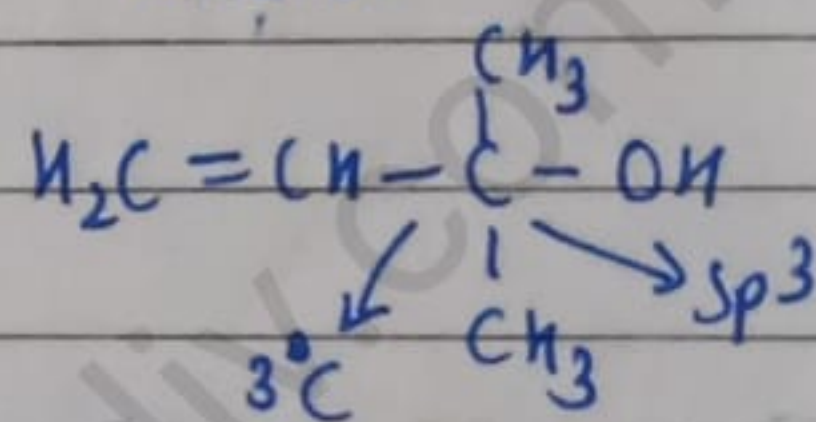 CH3
H2C = CH - C - OH
CH3
3°C
sp3